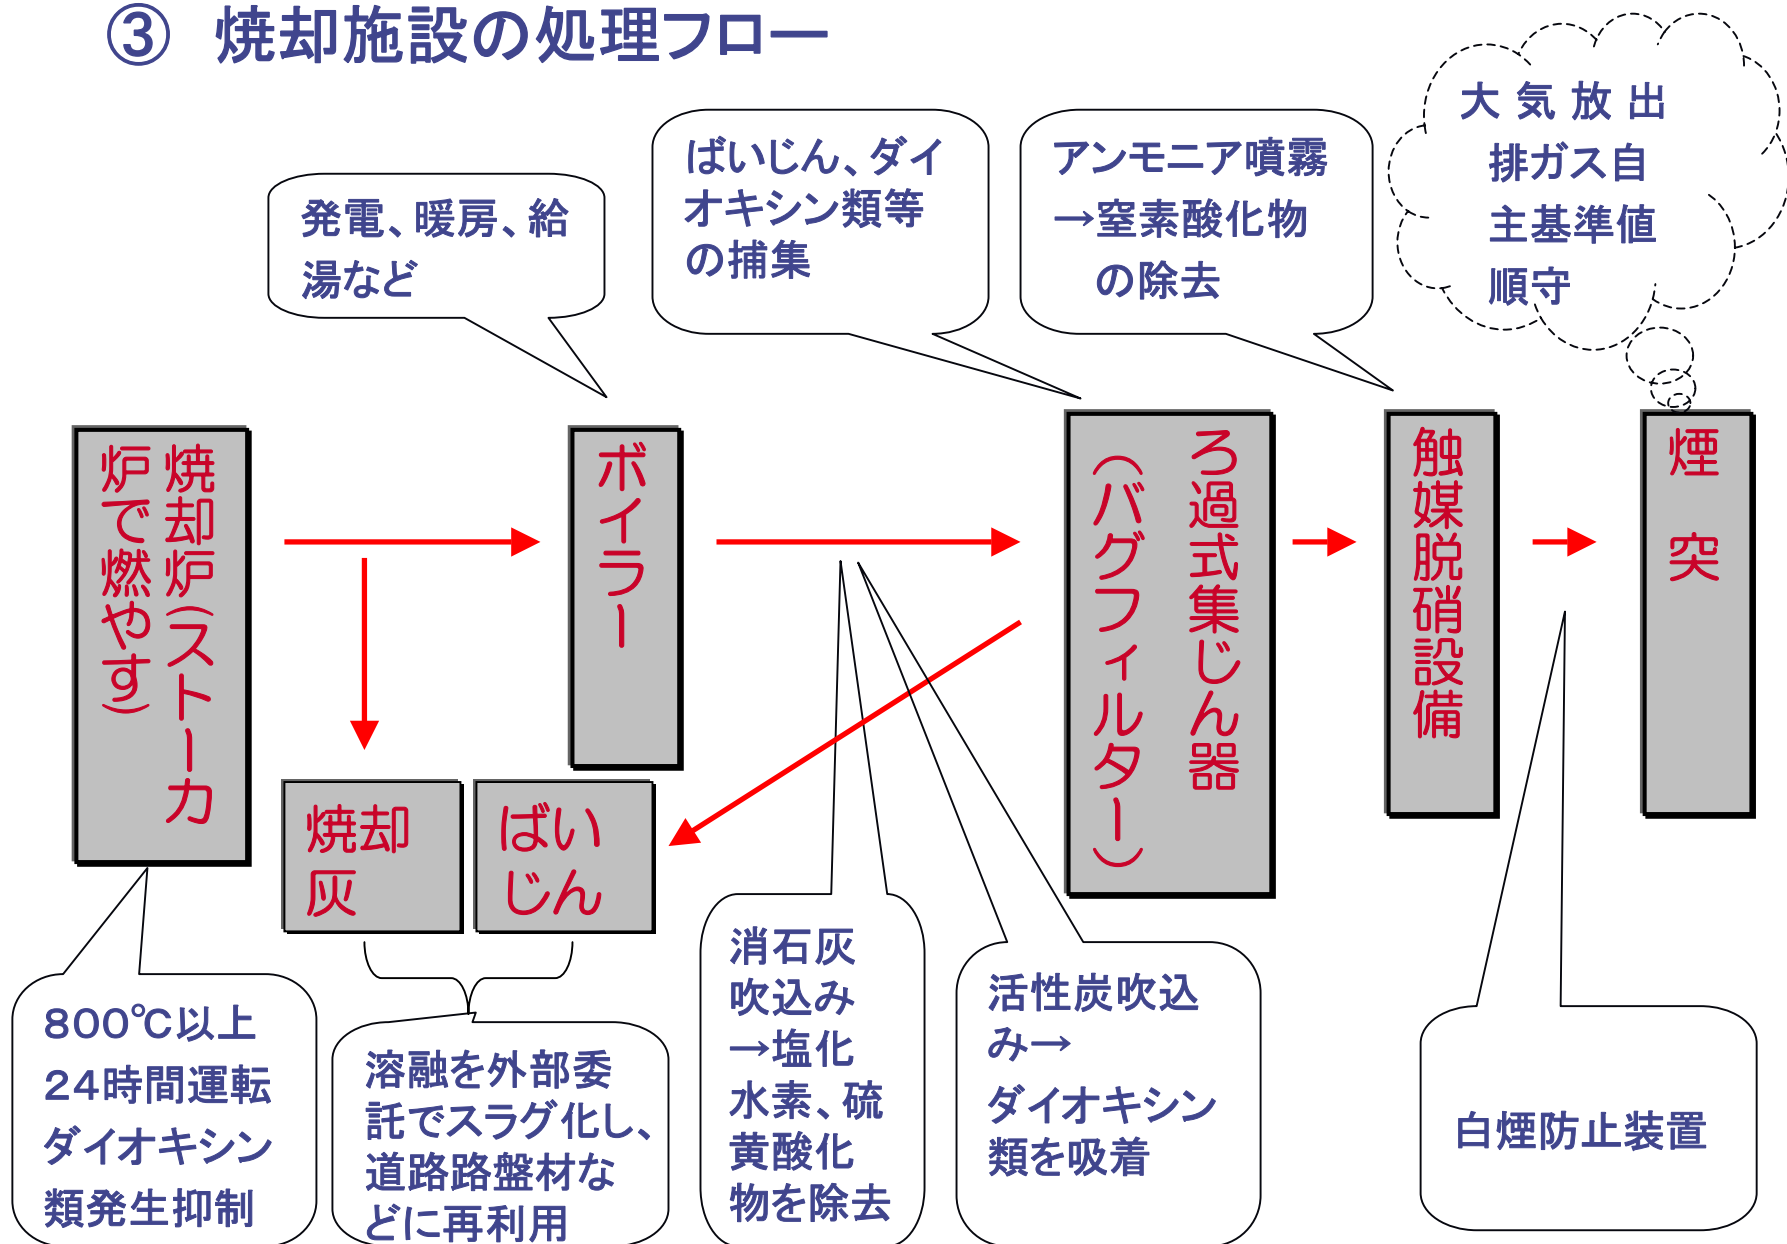 ③ 焼却施設の処理フロー
大気放出
排ガス自
主基準値
順守
ばいじん、ダイ
オキシン類等
の捕集
アンモニア噴霧
→窒素酸化物
の除去
発電、暖房、給
湯など
焼却炉(ストーカ
炉で燃やす)
ボイラー
ろ過式集じん器
(バグフィルター)
触媒脱硝設備
煙突
焼却
灰
ばい
じん
800℃以上
24時間運転
ダイオキシン
類発生抑制
溶融を外部委
託でスラグ化し、
道路路盤材な
どに再利用
消石灰
吹込み
→塩化
水素、硫
黄酸化
物を除去
活性炭吹込
み→
ダイオキシン
類を吸着
白煙防止装置